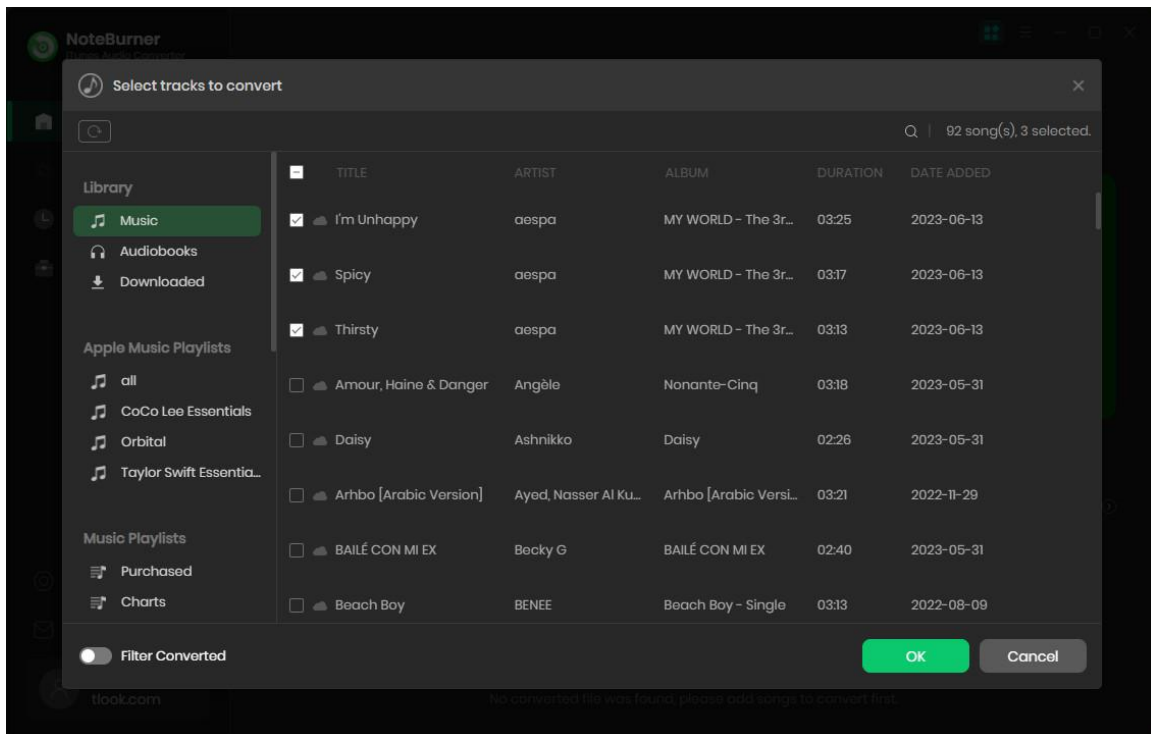 NoteBurner
iTunes Audio Converter
Select tracks to convert
92 song(s), 3 selected.
Library
Music
Audiobooks
Downloaded
Apple Music Playlists
all
CoCo Lee Essentials
Orbital
Taylor Swift Essentia...
Music Playlists
Purchased
Charts
TITLE ARTIST ALBUM DURATION DATE ADDED
I'm Unhappy aespa MY WORLD - The 3r... 03:25 2023-06-13
Spicy aespa MY WORLD - The 3r... 03:17 2023-06-13
Thirsty aespa MY WORLD - The 3r... 03:13 2023-06-13
Amour, Haine & Danger Angèle Nonante-Cinq 03:18 2023-05-31
Daisy Ashnikko Daisy 02:26 2023-05-31
Arhbo [Arabic Version] Ayed, Nasser Al Ku... Arhbo [Arabic Versi... 03:21 2022-11-29
BAILÉ CON MI EX Becky G BAILÉ CON MI EX 02:40 2023-05-31
Beach Boy BENEE Beach Boy - Single 03:13 2022-08-09
Filter Converted
OK Cancel
tlook.com
No converted file was found, please add songs to convert first.